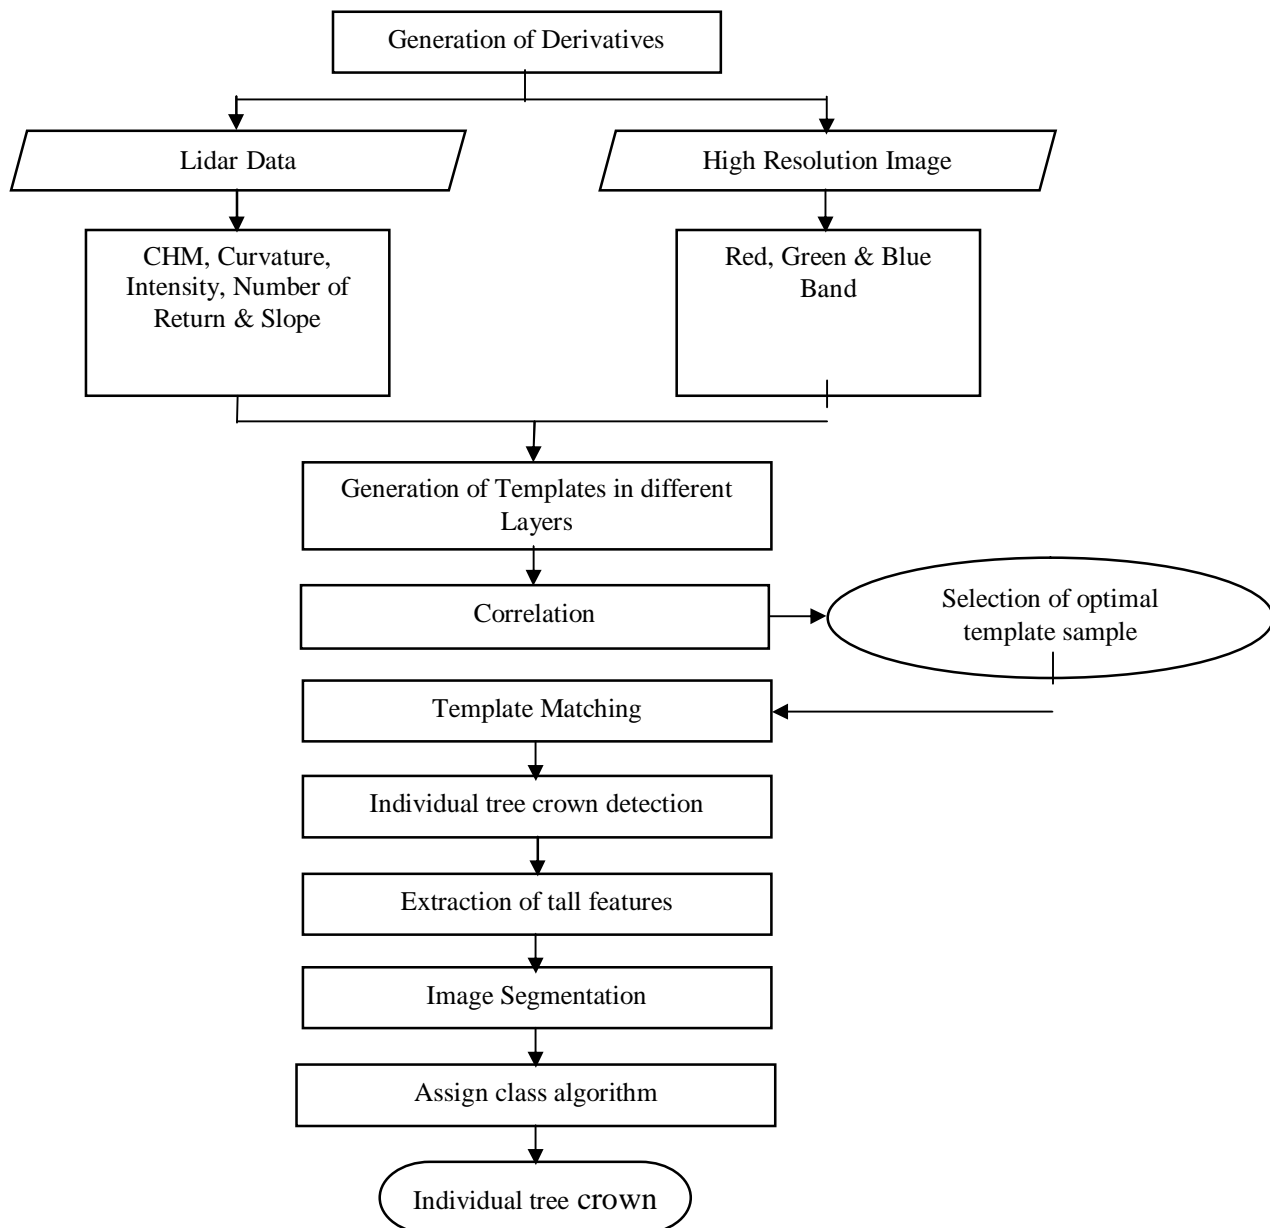 Generation of Derivatives
Lidar Data
High Resolution Image
CHM, Curvature,
Intensity, Number of
Return & Slope
Red, Green & Blue
Band
Generation of Templates in different
Layers
Correlation
Selection of optimal
template sample
Template Matching
Individual tree crown detection
Extraction of tall features
Image Segmentation
Assign class algorithm
Individual tree crown